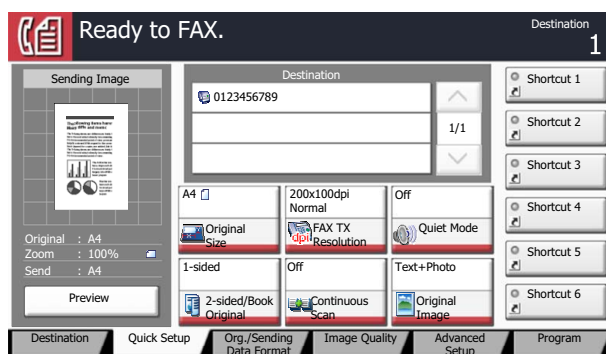 Ready to FAX.
Destination
1
Sending Image
Original : A4
Zoom : 100%
Send : A4
Preview
Destination
0123456789
1/1
A4
Original
Size
200x100dpi
Normal
FAX TX
Resolution
Off
Quiet Mode
1-sided
2-sided/Book
Original
Off
Continuous
Scan
Text+Photo
Original
Image
Shortcut 1
Shortcut 2
Shortcut 3
Shortcut 4
Shortcut 5
Shortcut 6
Destination
Quick Setup
Org./Sending
Data Format
Image Quality
Advanced
Setup
Program